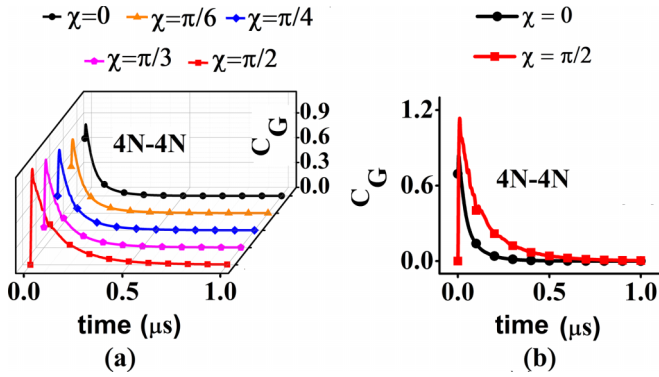 χ=0 χ=π/6 χ=π/4
χ=π/3 χ=π/2
4N-4N
C_G
0.9
0.6
0.3
0.0
0.0 0.5 1.0
time (μs)
(a)
χ = 0
χ = π/2
1.2
0.6
0.0
C_G
4N-4N
0.0 0.5 1.0
time (μs)
(b)